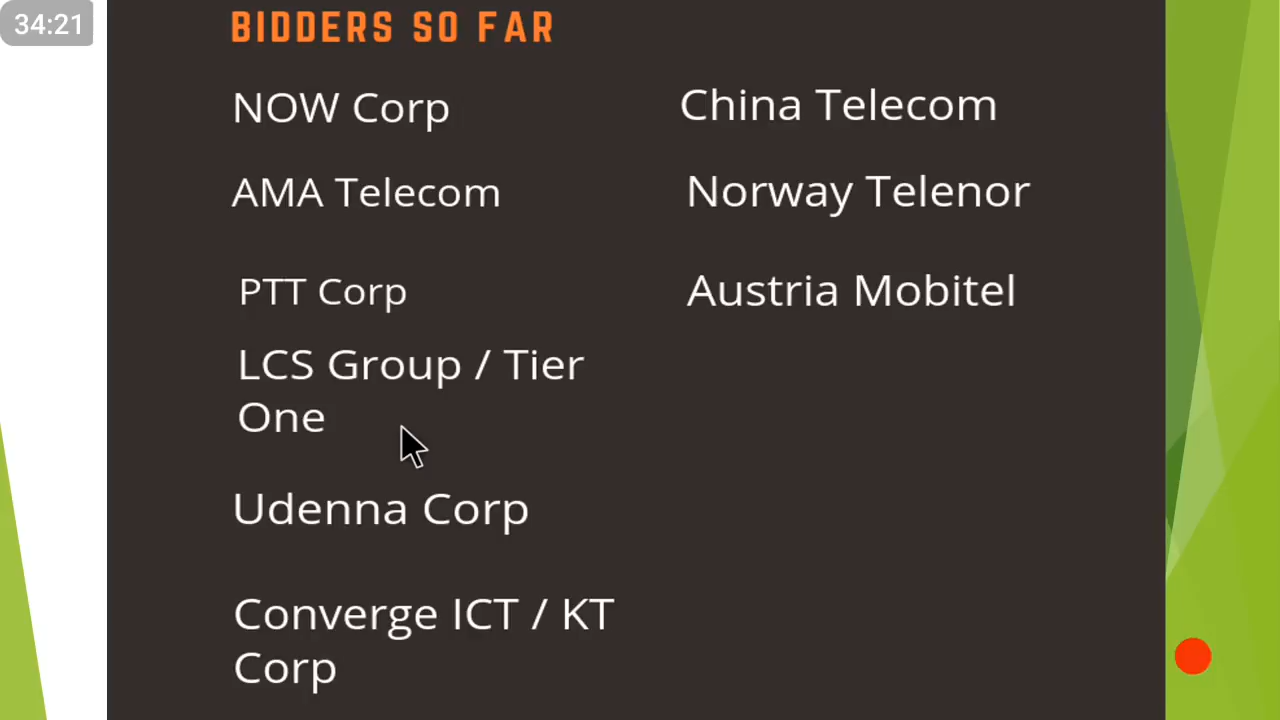 34:21
BIDDERS SO FAR
NOW Corp
AMA Telecom
PTT Corp
LCS Group / Tier
One
Udenna Corp
Converge ICT / KT
Corp
China Telecom
Norway Telenor
Austria Mobitel